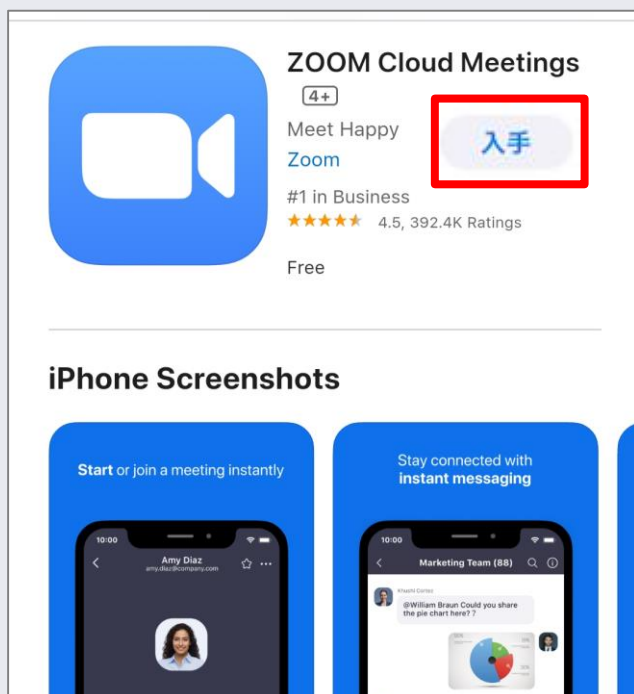 ZOOM Cloud Meetings
4+
Meet Happy
入手
Zoom
#1 in Business
4.5, 392.4K Ratings
Free
iPhone Screenshots
Start or join a meeting instantly
10:00
Amy Diaz
amy.diaz@company.com
Stay connected with
instant messaging
10:00
Marketing Team (88)
@William Braun Could you share
the pie chart here? 7